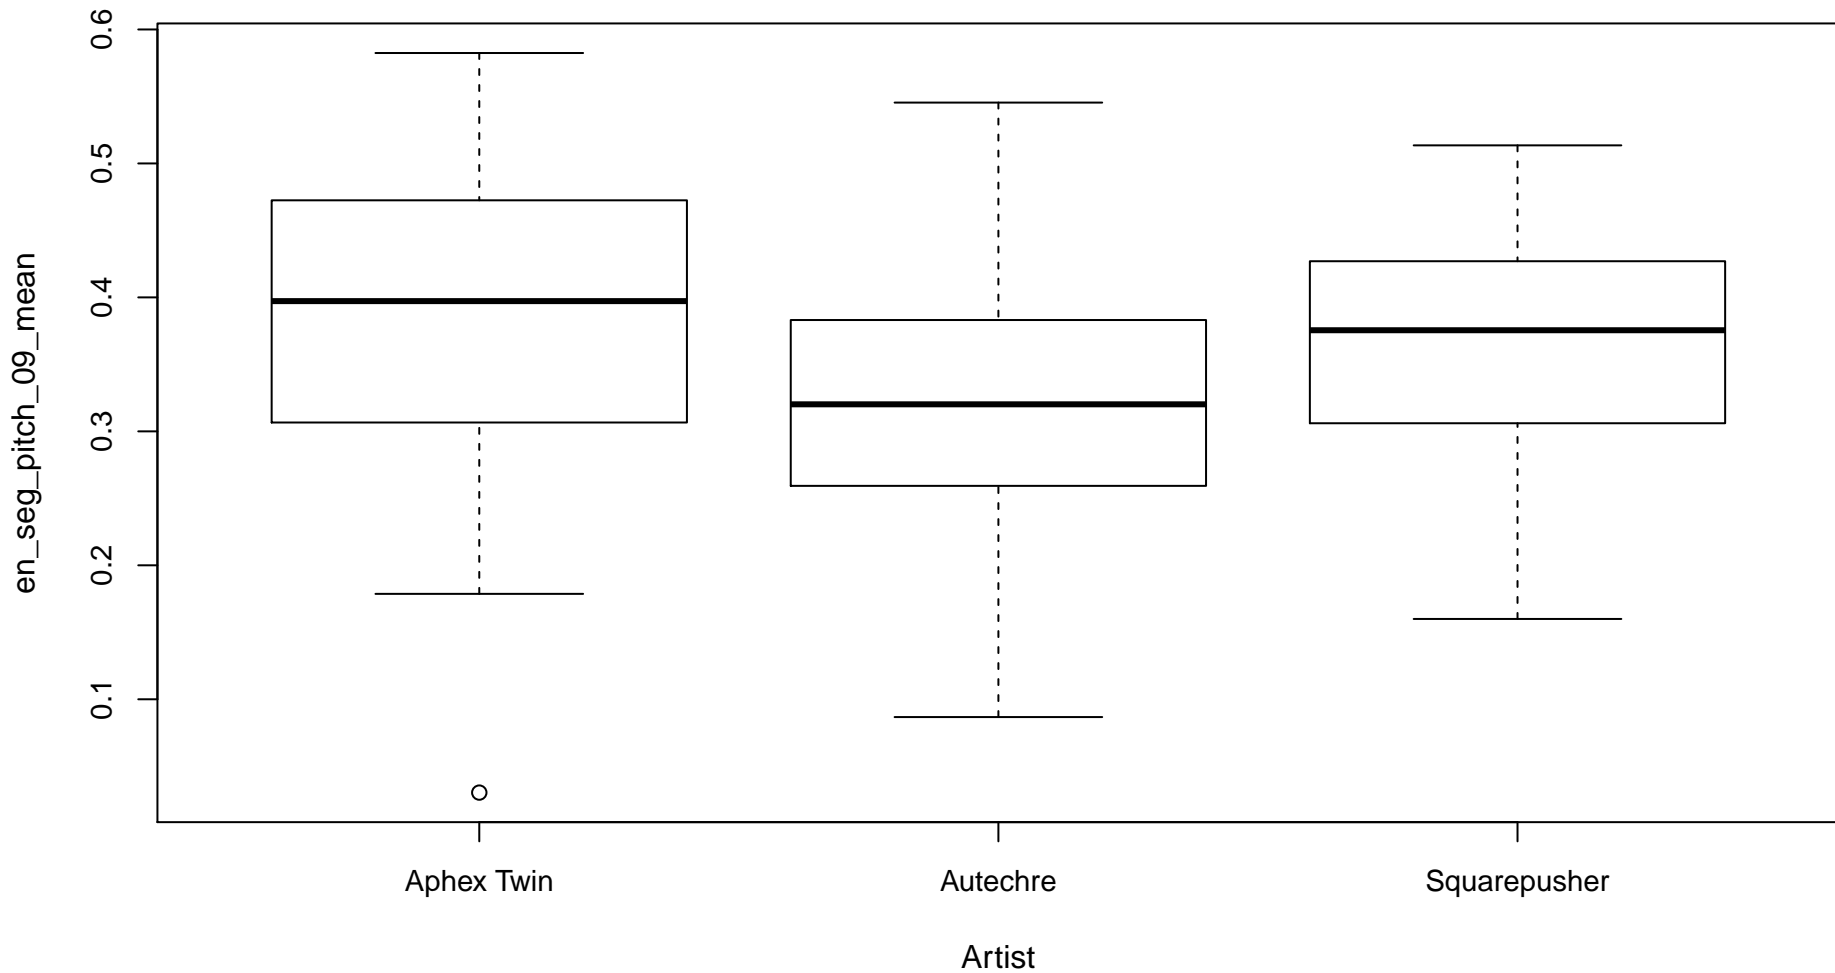 en_seg_pitch_09_mean
0.6
0.5
0.4
0.3
0.2
0.1
Aphex Twin
Autechre
Squarepusher
Artist